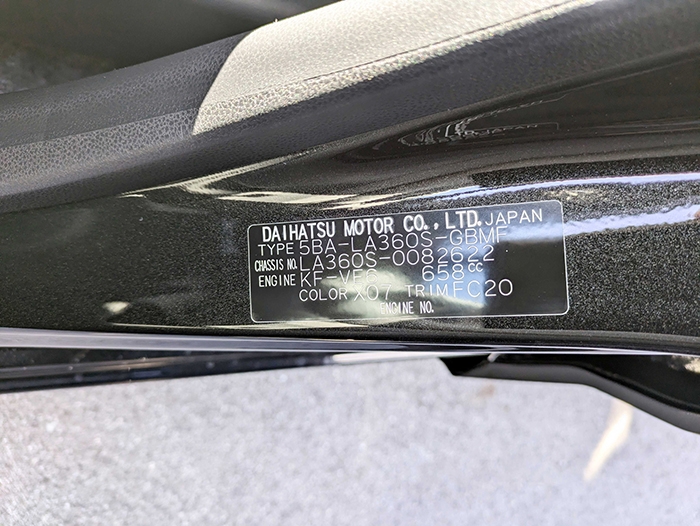 DAIHATSU MOTOR CO., LTD. JAPAN
TYPE 5BA-LA360S-GBMF
CHASSIS NO. LA360S-0082622
ENGINE KF-VE6 658cc
COLOR X07 TRIM FC20
ENGINE NO.